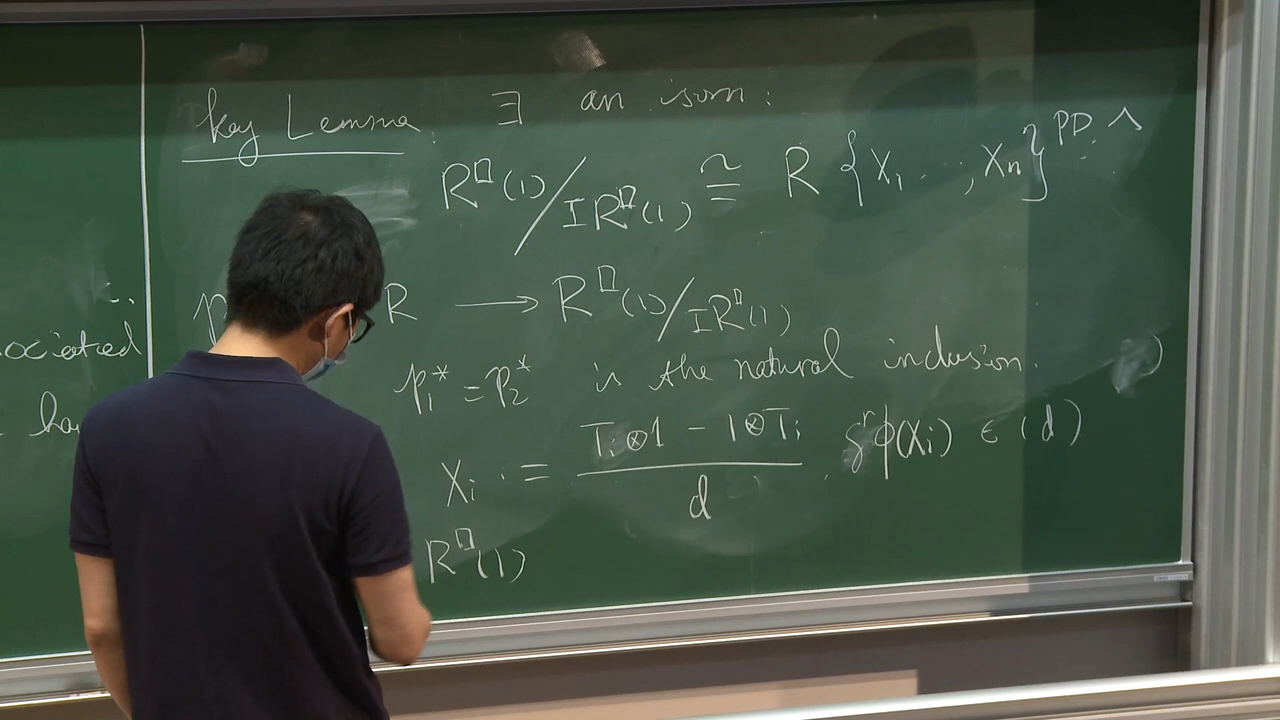 key Lemma. ∃ an isom:
R^□(1)/IR^□(1) ≅ R{X_1 .., X_n}^{PD.∧}
p R ⟶ R^□(1)/IR^□(1)
ociated
p_1^* = p_2^* is the natural inclusion.
X_i = (T_i⊗1 − 1⊗T_i)/d, φ(X_i) ∈ (d)
R^□(1)